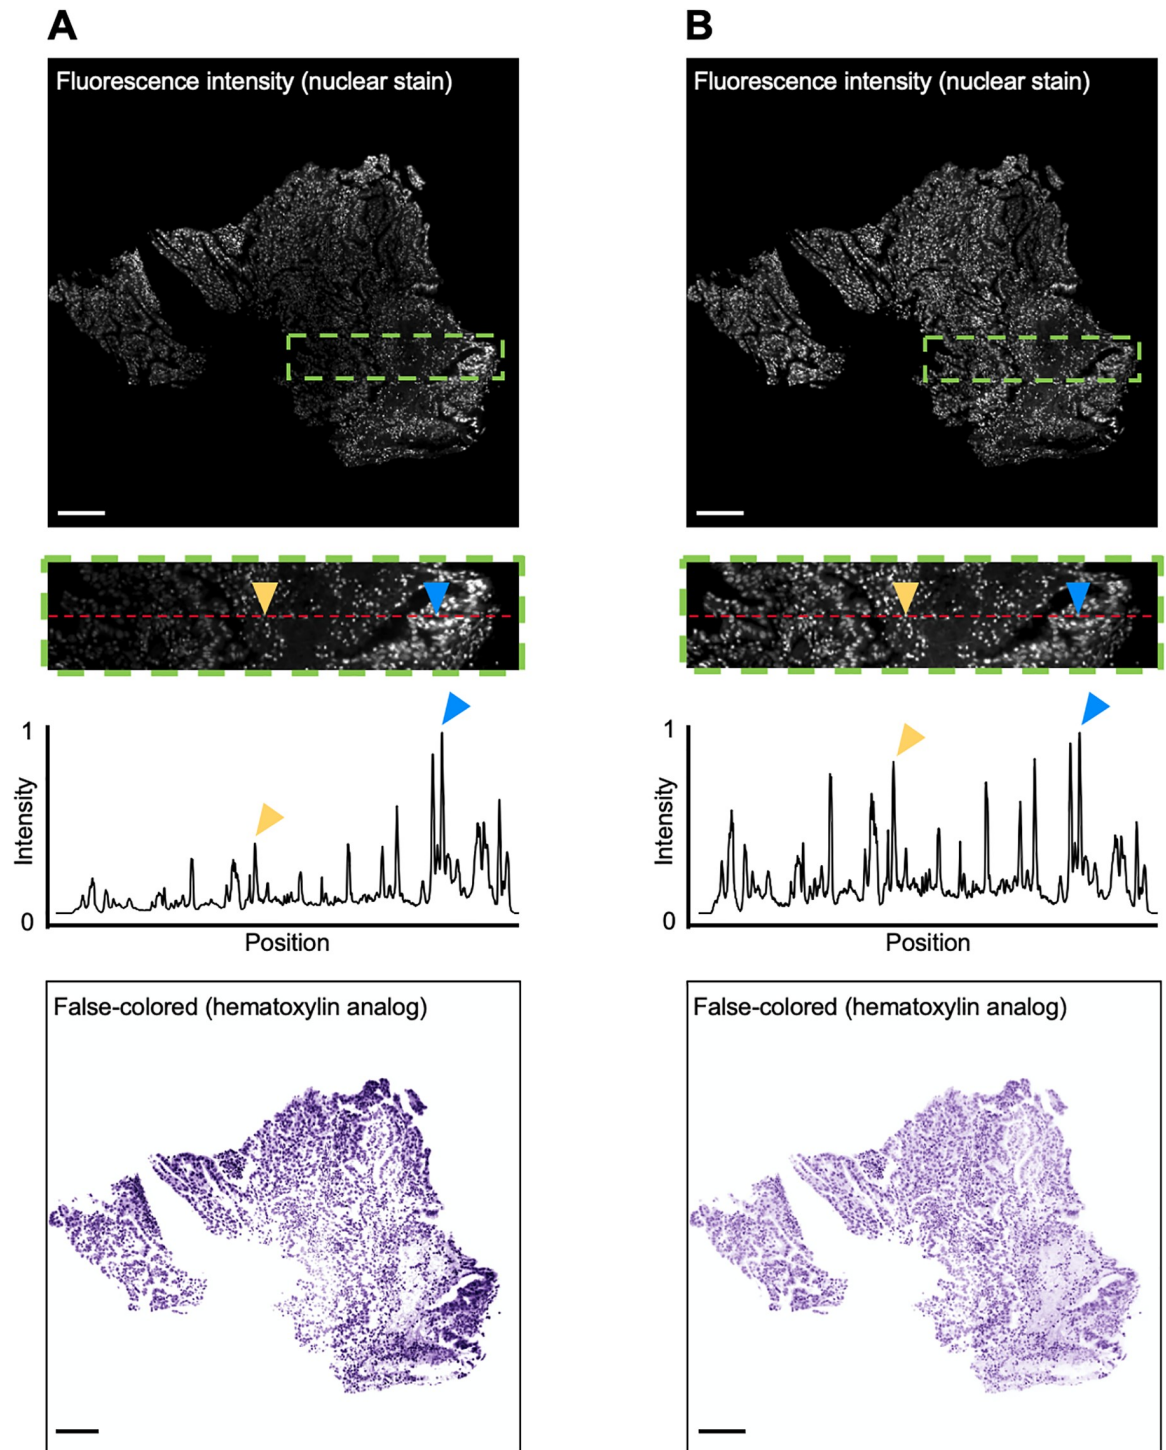 A
B
Fluorescence intensity (nuclear stain)
Fluorescence intensity (nuclear stain)
1
Intensity
0
Position
1
Intensity
0
Position
False-colored (hematoxylin analog)
False-colored (hematoxylin analog)